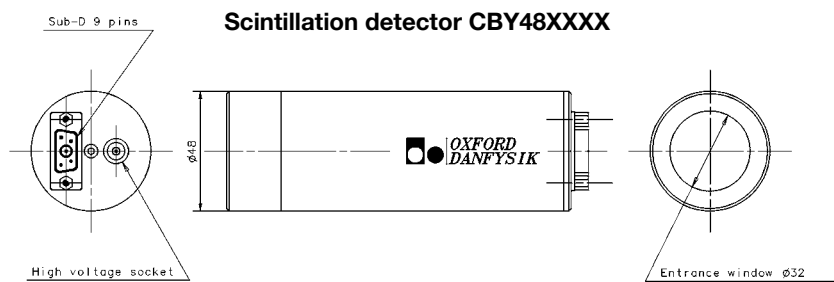 Scintillation detector CBY48XXXX
Sub-D 9 pins
Ø48
OXFORD
DANFYSIK
High voltage socket
Entrance window Ø32